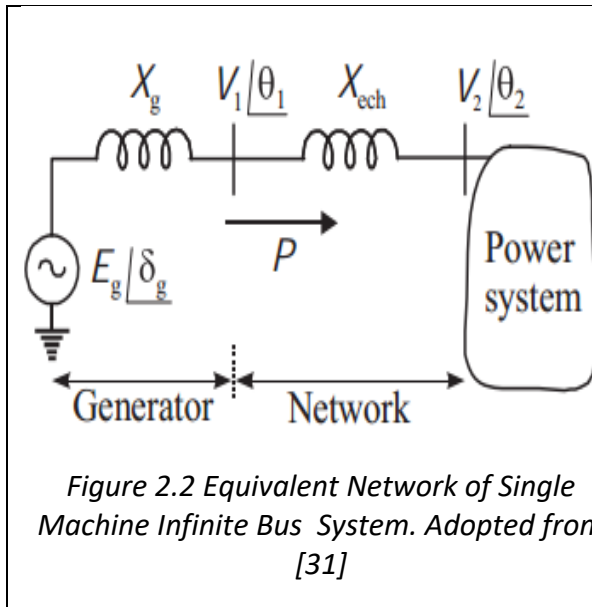 X_g V_1/θ_1 X_ech V_2/θ_2
E_g/δ_g P Power
system
Generator Network
Figure 2.2 Equivalent Network of Single
Machine Infinite Bus System. Adopted from
[31]